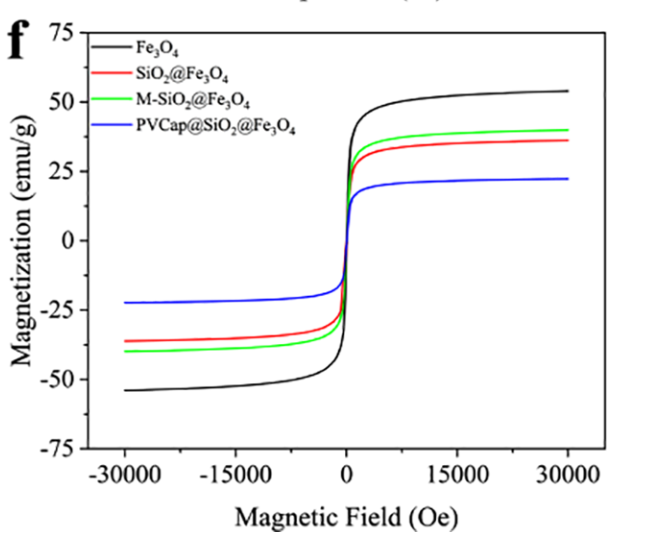 f
Fe₃O₄
SiO₂@Fe₃O₄
M-SiO₂@Fe₃O₄
PVCap@SiO₂@Fe₃O₄
Magnetization (emu/g)
75
50
25
0
-25
-50
-75
-30000 -15000 0 15000 30000
Magnetic Field (Oe)